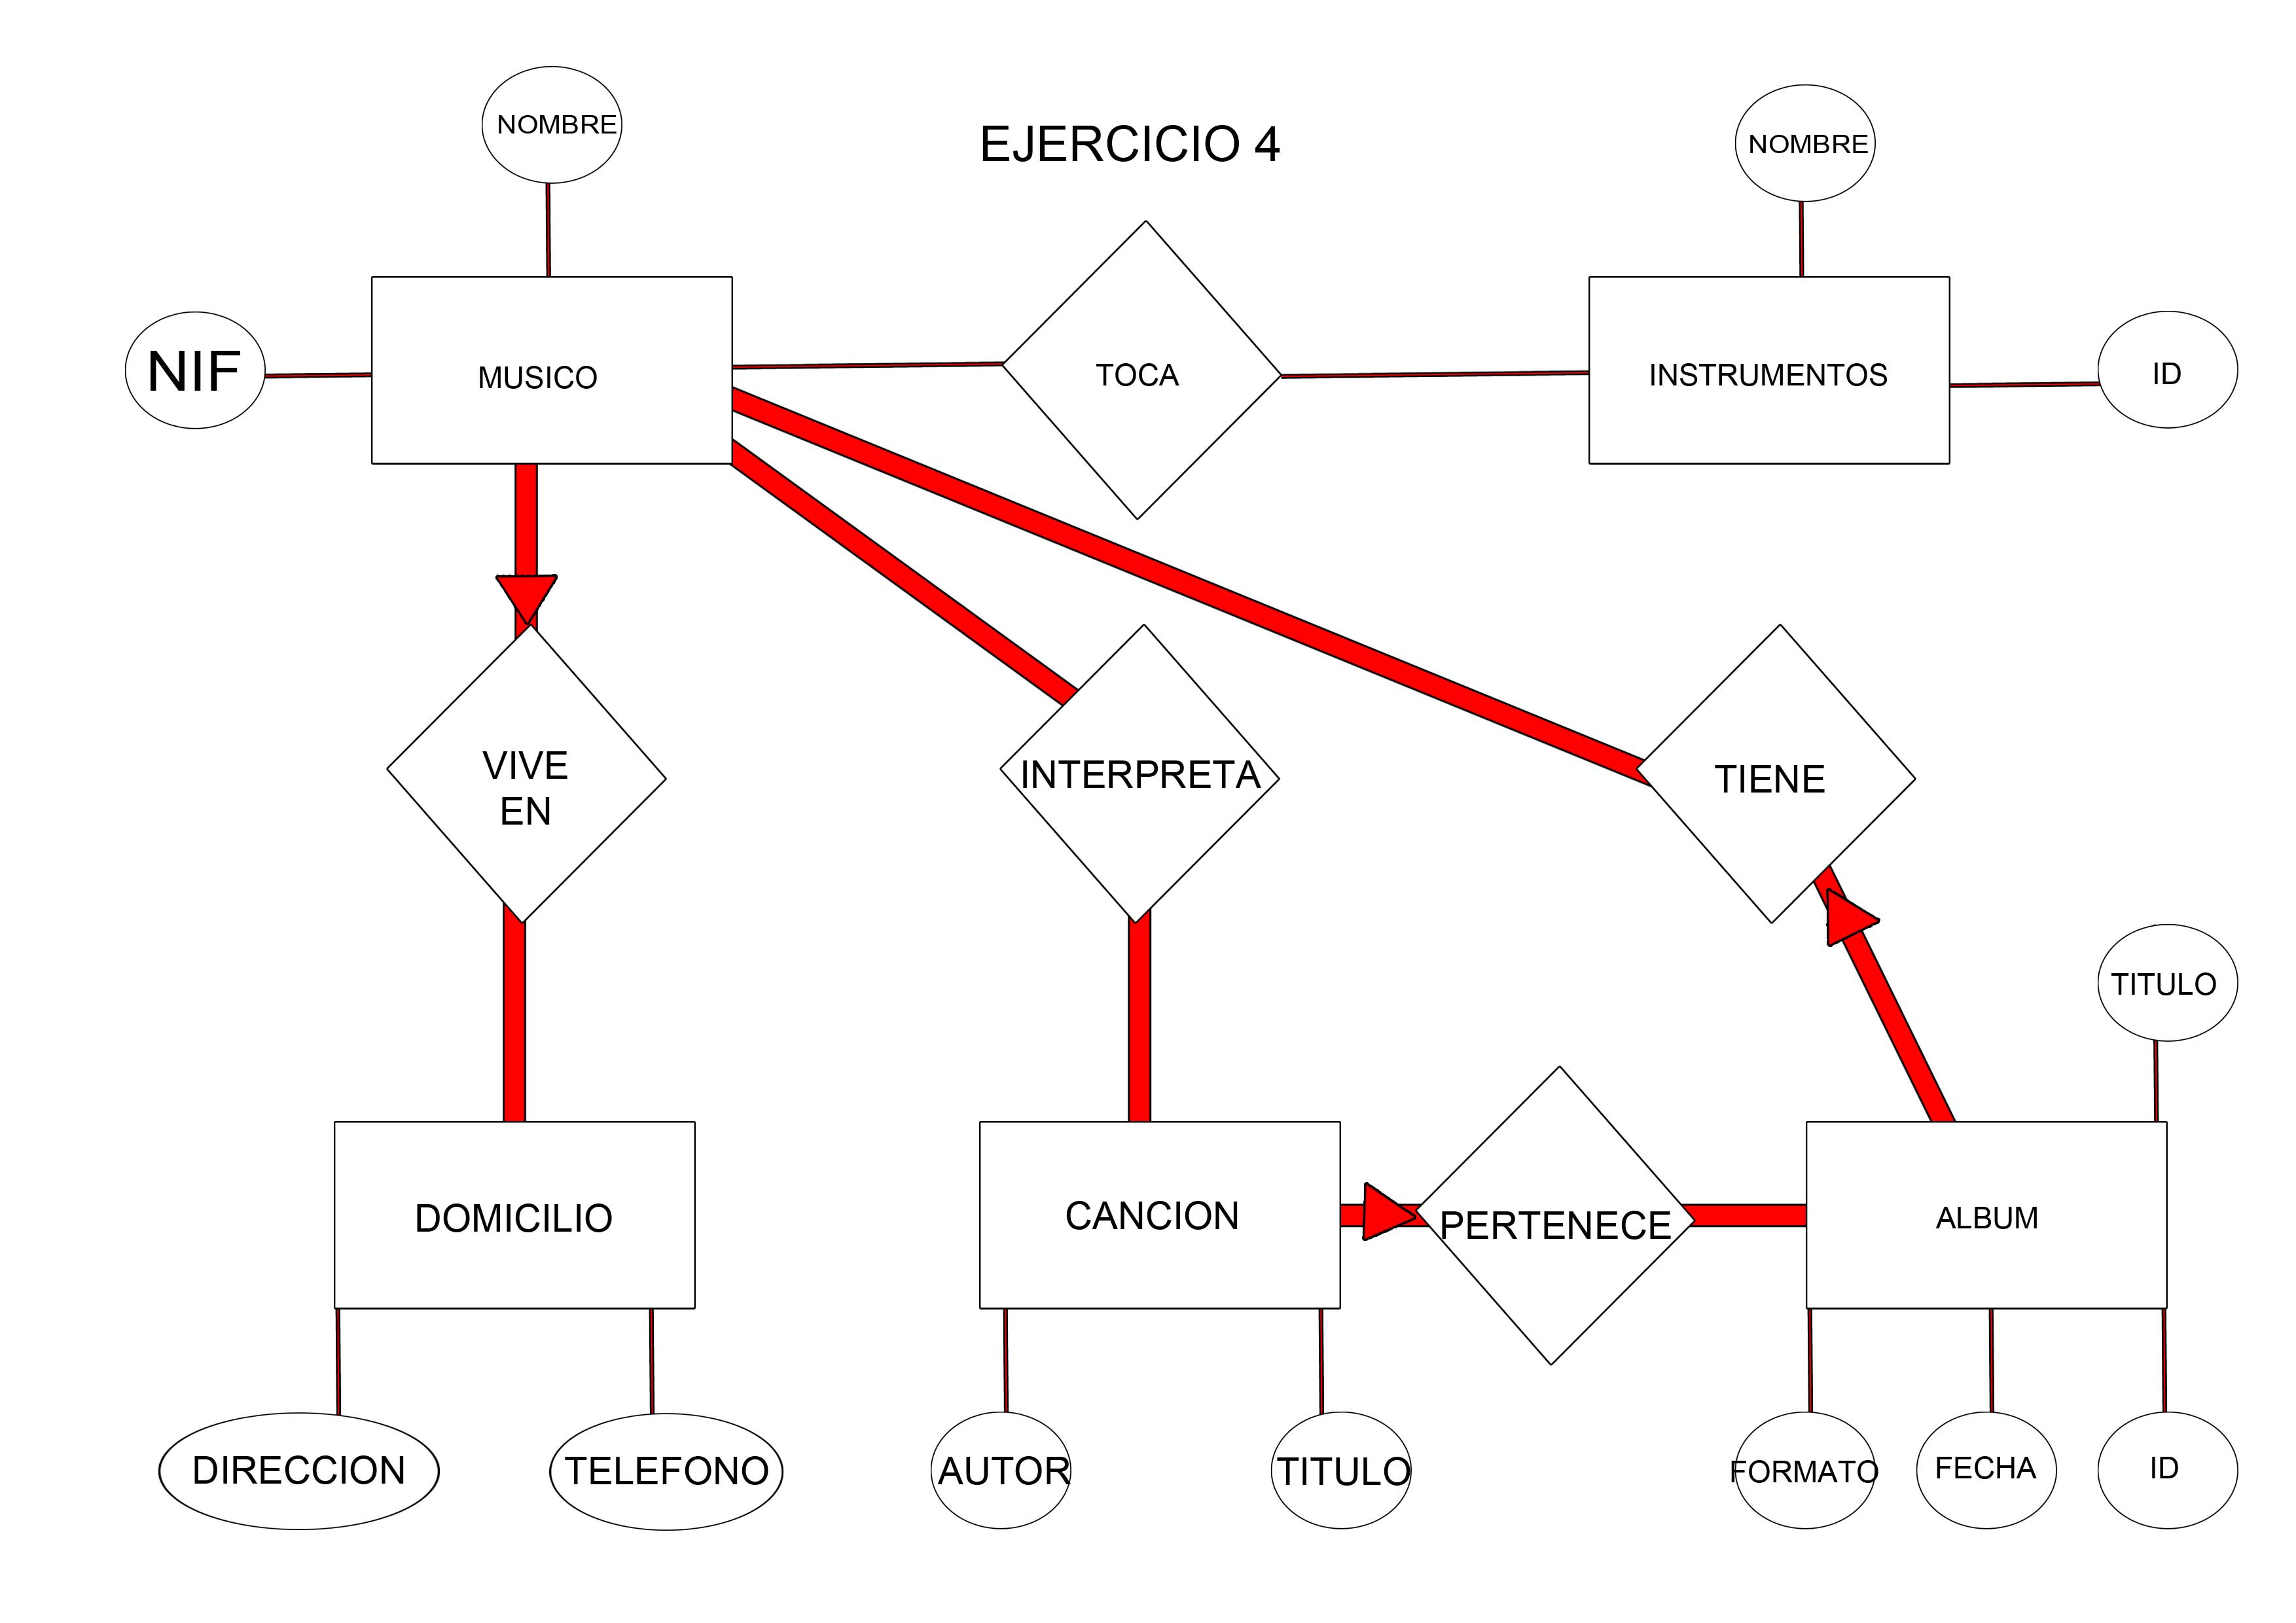 NOMBRE
EJERCICIO 4
NOMBRE
NIF
MUSICO
TOCA
INSTRUMENTOS
ID
VIVE
EN
INTERPRETA
TIENE
TITULO
DOMICILIO
CANCION
PERTENECE
ALBUM
DIRECCION
TELEFONO
AUTOR
TITULO
FORMATO
FECHA
ID